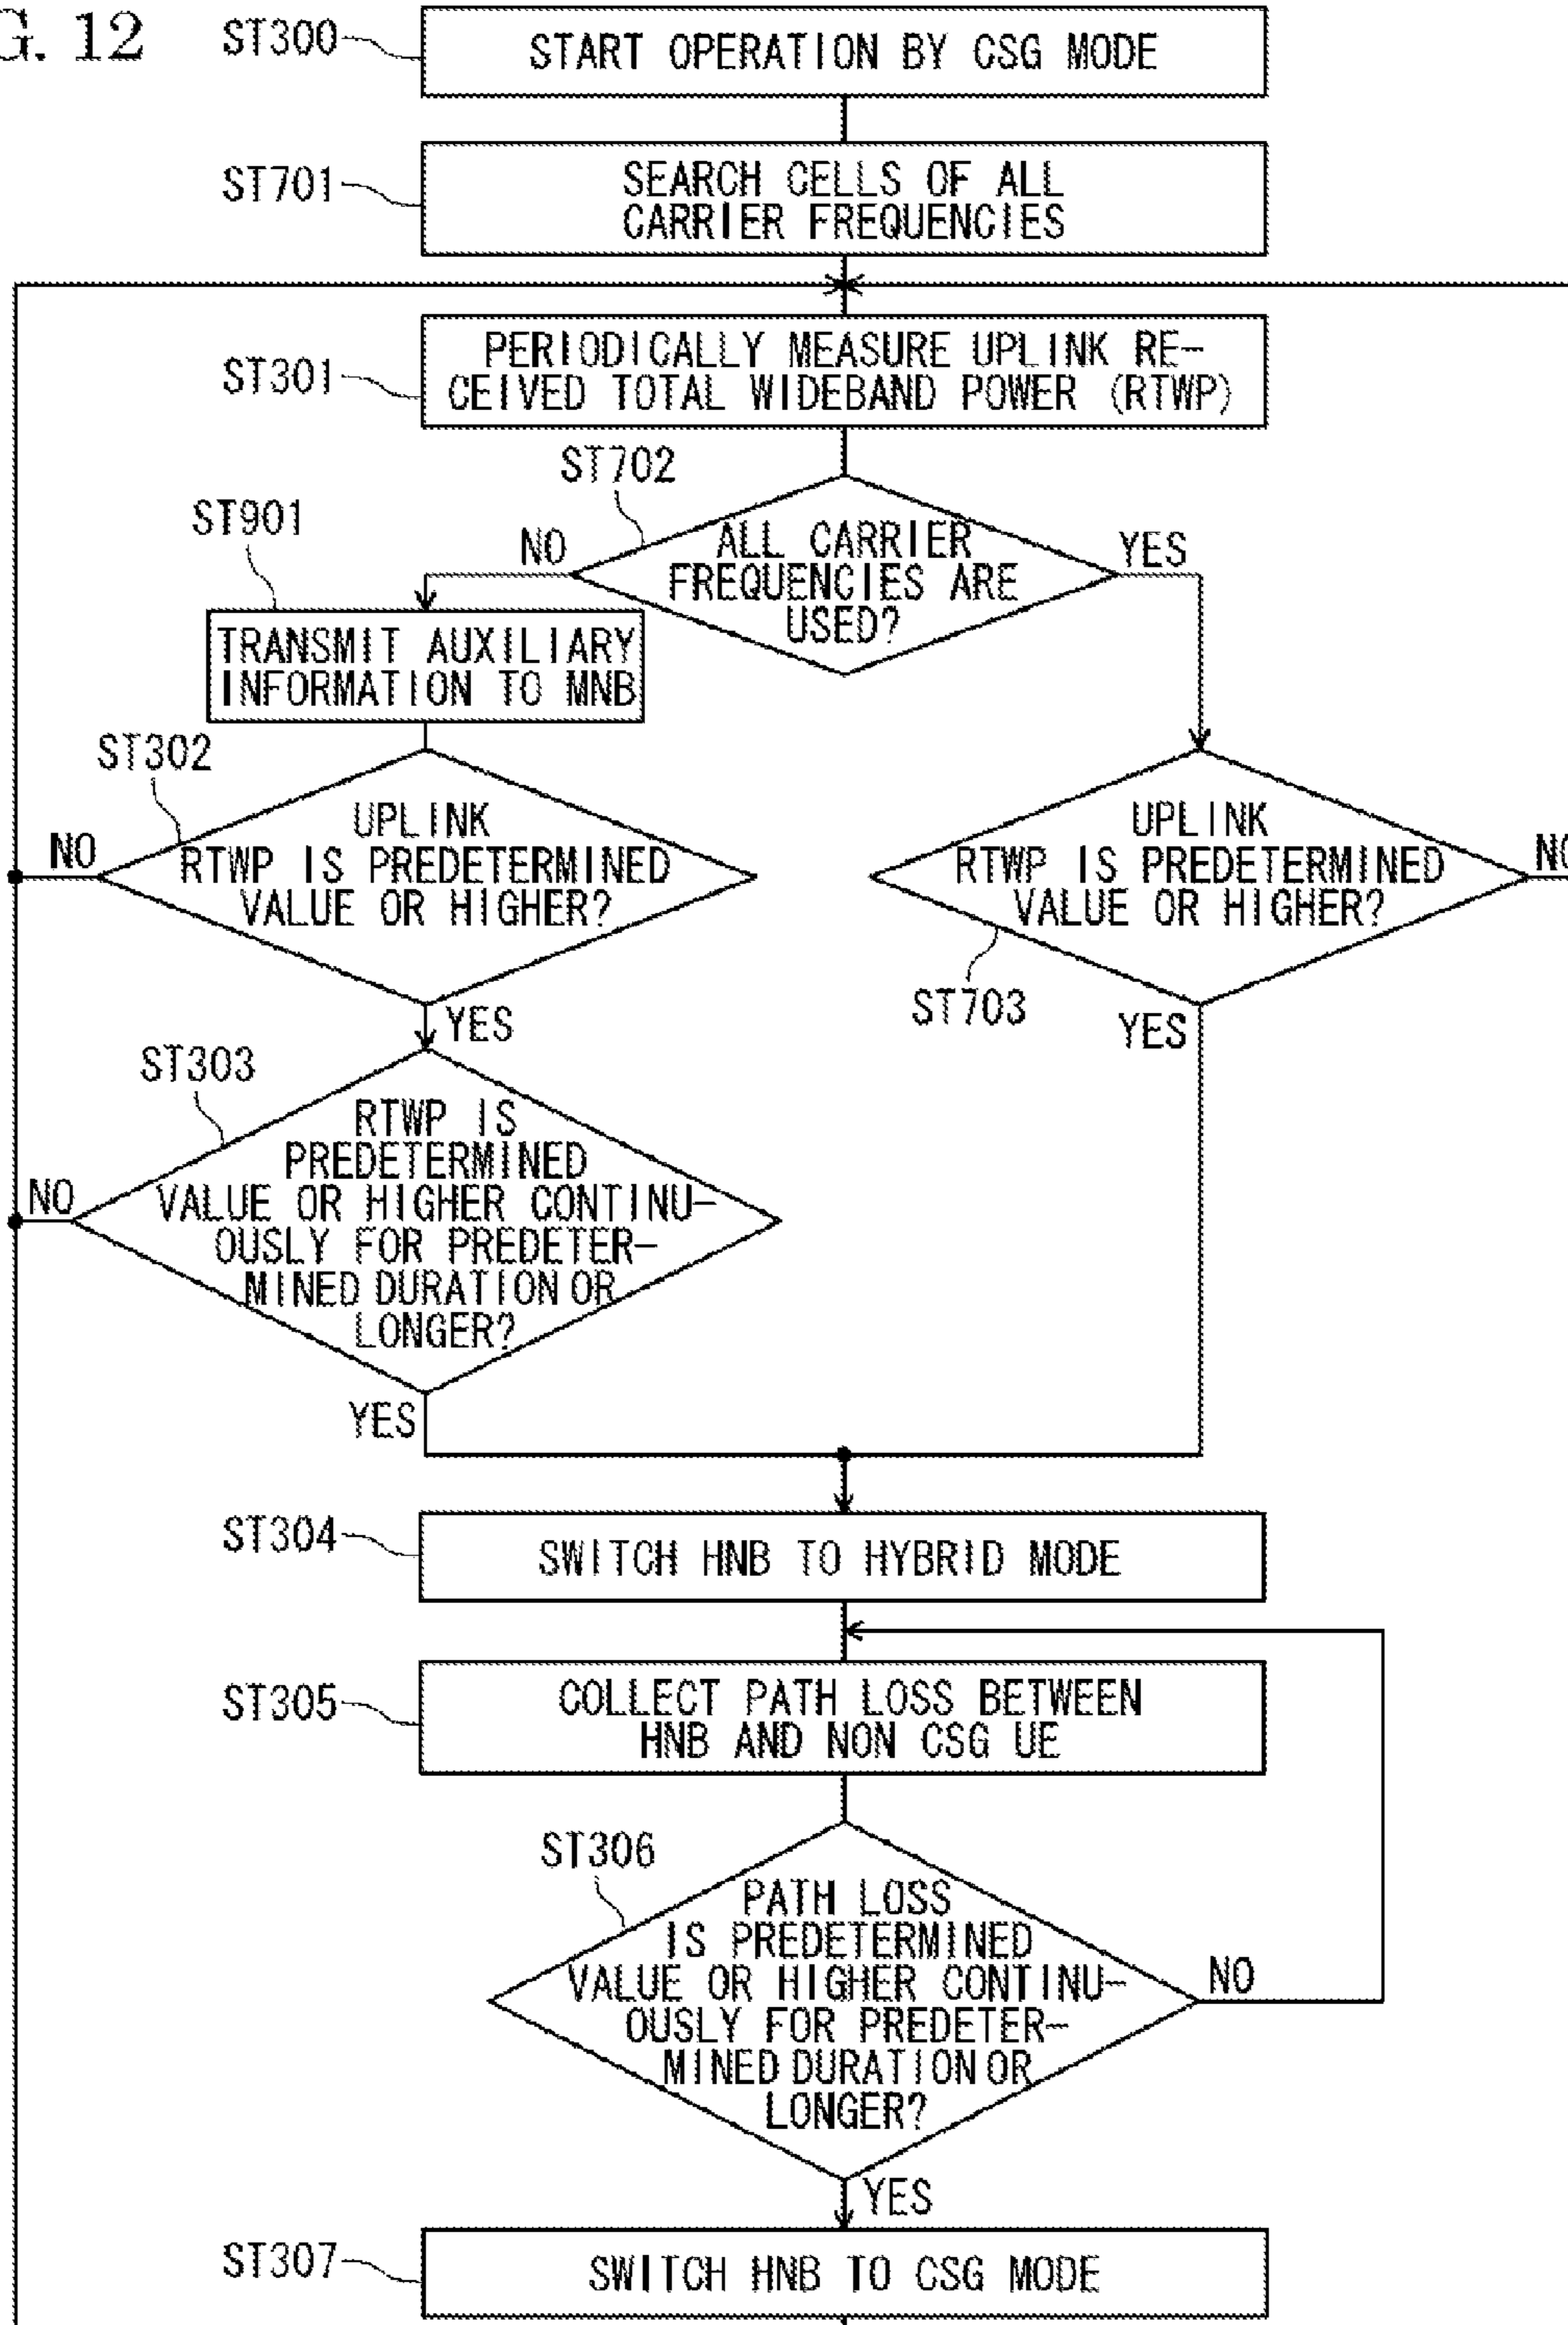 G. 12
ST300
START OPERATION BY CSG MODE
ST701
SEARCH CELLS OF ALL
CARRIER FREQUENCIES
ST301
PERIODICALLY MEASURE UPLINK RE-
CEIVED TOTAL WIDEBAND POWER (RTWP)
ST702
ALL CARRIER
FREQUENCIES ARE
USED?
NO
YES
ST901
TRANSMIT AUXILIARY
INFORMATION TO MNB
ST302
UPLINK
RTWP IS PREDETERMINED
VALUE OR HIGHER?
NO
YES
UPLINK
RTWP IS PREDETERMINED
VALUE OR HIGHER?
NO
ST703
YES
ST303
RTWP IS
PREDETERMINED
VALUE OR HIGHER CONTINU-
OUSLY FOR PREDETER-
MINED DURATION OR
LONGER?
NO
YES
ST304
SWITCH HNB TO HYBRID MODE
ST305
COLLECT PATH LOSS BETWEEN
HNB AND NON CSG UE
ST306
PATH LOSS
IS PREDETERMINED
VALUE OR HIGHER CONTINU-
OUSLY FOR PREDETER-
MINED DURATION OR
LONGER?
NO
YES
ST307
SWITCH HNB TO CSG MODE